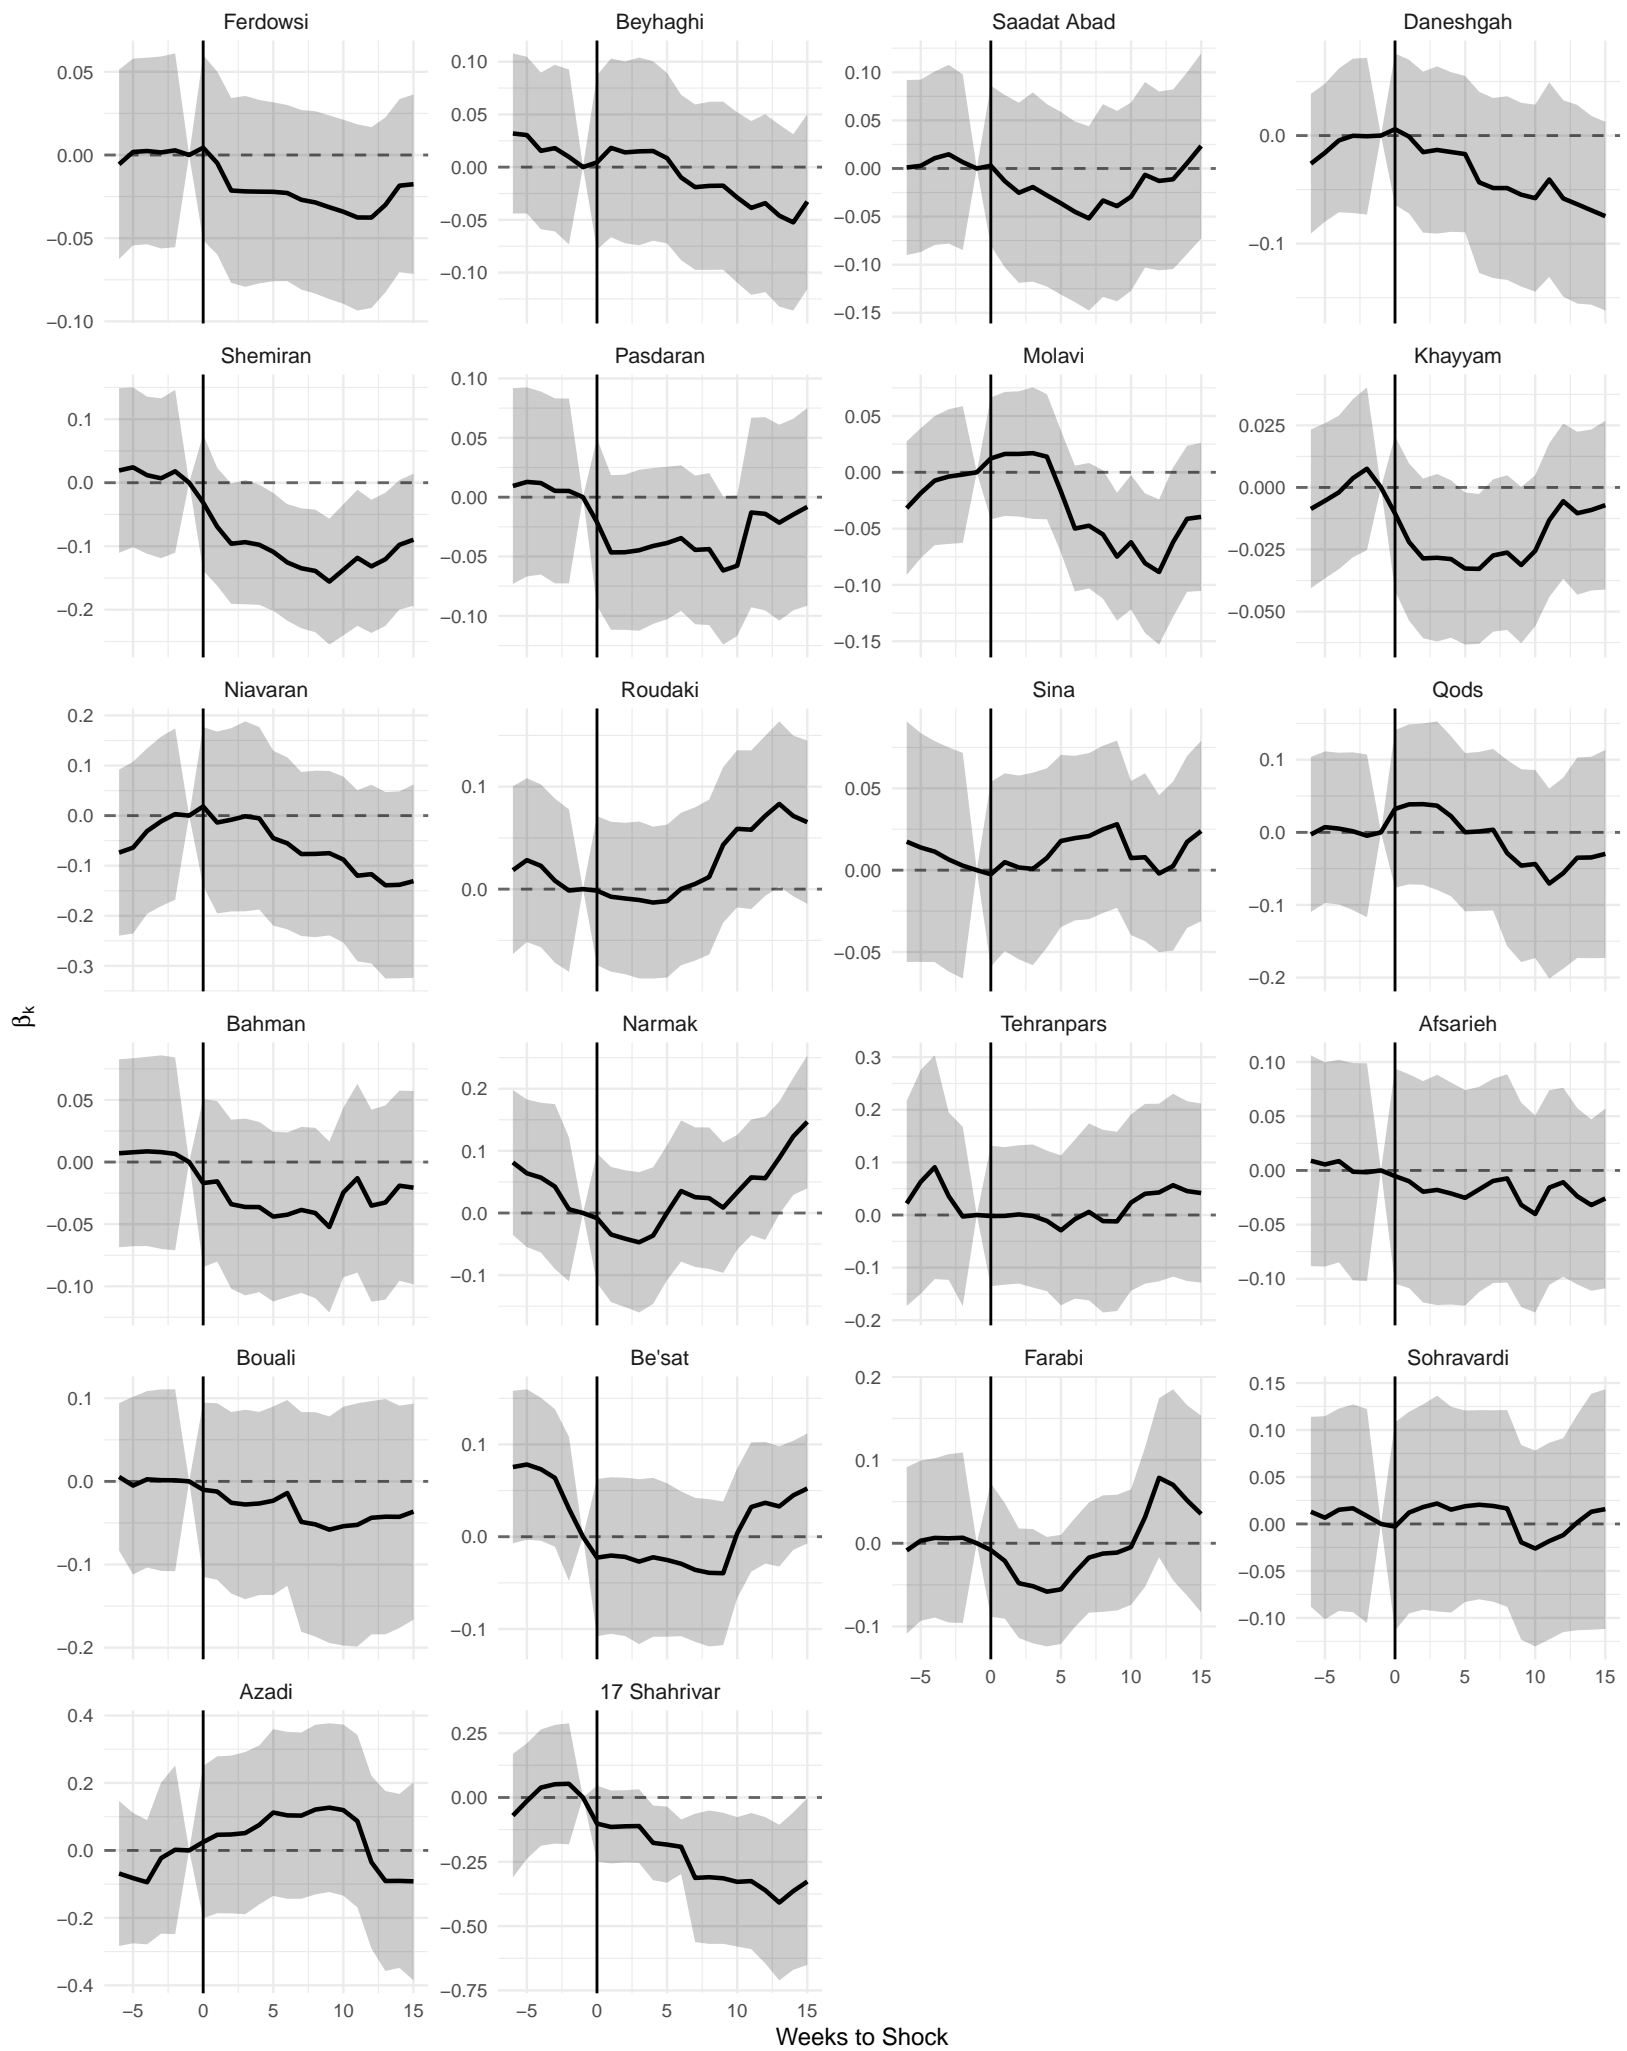 Ferdowsi Beyhaghi Saadat Abad Daneshgah
0.05 0.00 −0.05 −0.10
0.10 0.05 0.00 −0.05 −0.10
0.10 0.05 0.00 −0.05 −0.10 −0.15
0.0 −0.1
Shemiran Pasdaran Molavi Khayyam
0.1 0.0 −0.1 −0.2
0.10 0.05 0.00 −0.05 −0.10
0.05 0.00 −0.05 −0.10 −0.15
0.025 0.000 −0.025 −0.050
Niavaran Roudaki Sina Qods
0.2 0.1 0.0 −0.1 −0.2 −0.3
0.1 0.0
0.05 0.00 −0.05
0.1 0.0 −0.1 −0.2
βk
Bahman Narmak Tehranpars Afsarieh
0.05 0.00 −0.05 −0.10
0.2 0.1 0.0 −0.1
0.3 0.2 0.1 0.0 −0.1 −0.2
0.10 0.05 0.00 −0.05 −0.10
Bouali Be'sat Farabi Sohravardi
0.1 0.0 −0.1 −0.2
0.1 0.0 −0.1
0.2 0.1 0.0 −0.1
0.15 0.10 0.05 0.00 −0.05 −0.10
−5 0 5 10 15 −5 0 5 10 15
Azadi 17 Shahrivar
0.4 0.2 0.0 −0.2 −0.4
0.25 0.00 −0.25 −0.50 −0.75
−5 0 5 10 15 −5 0 5 10 15
Weeks to Shock